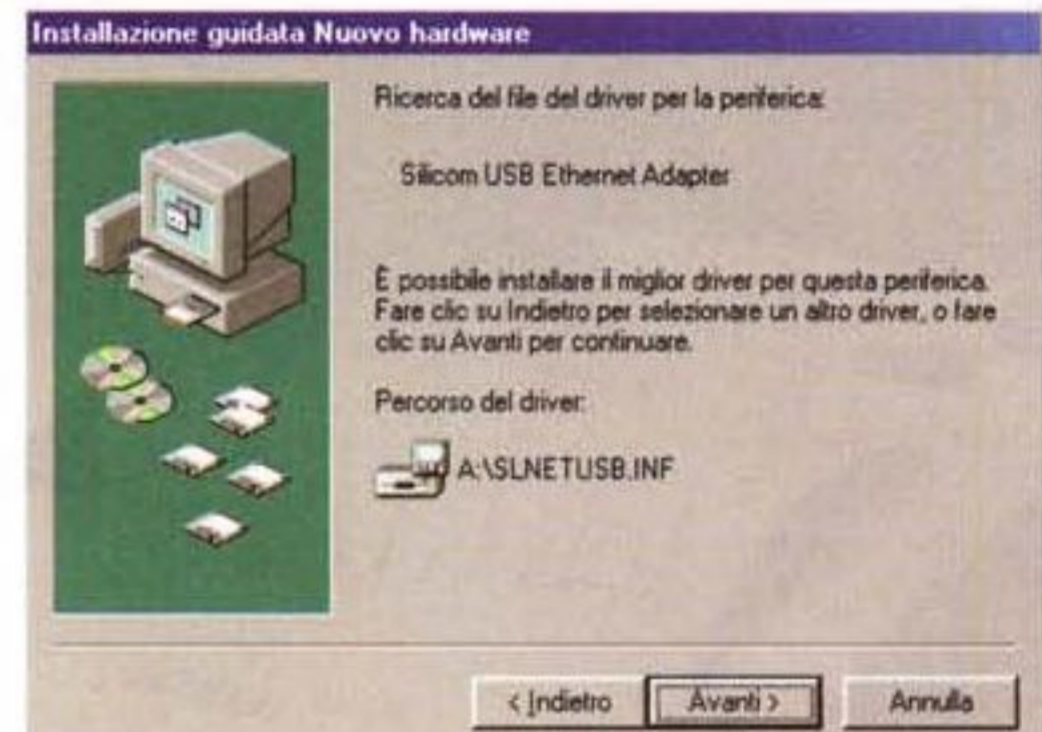 Installazione guidata Nuovo hardware
Ricerca del file del driver per la periferica:
Silicom USB Ethernet Adapter
È possibile installare il miglior driver per questa periferica.
Fare clic su Indietro per selezionare un altro driver, o fare
clic su Avanti per continuare.
Percorso del driver:
A:\SLNETUSB.INF
< Indietro
Avanti >
Annulla